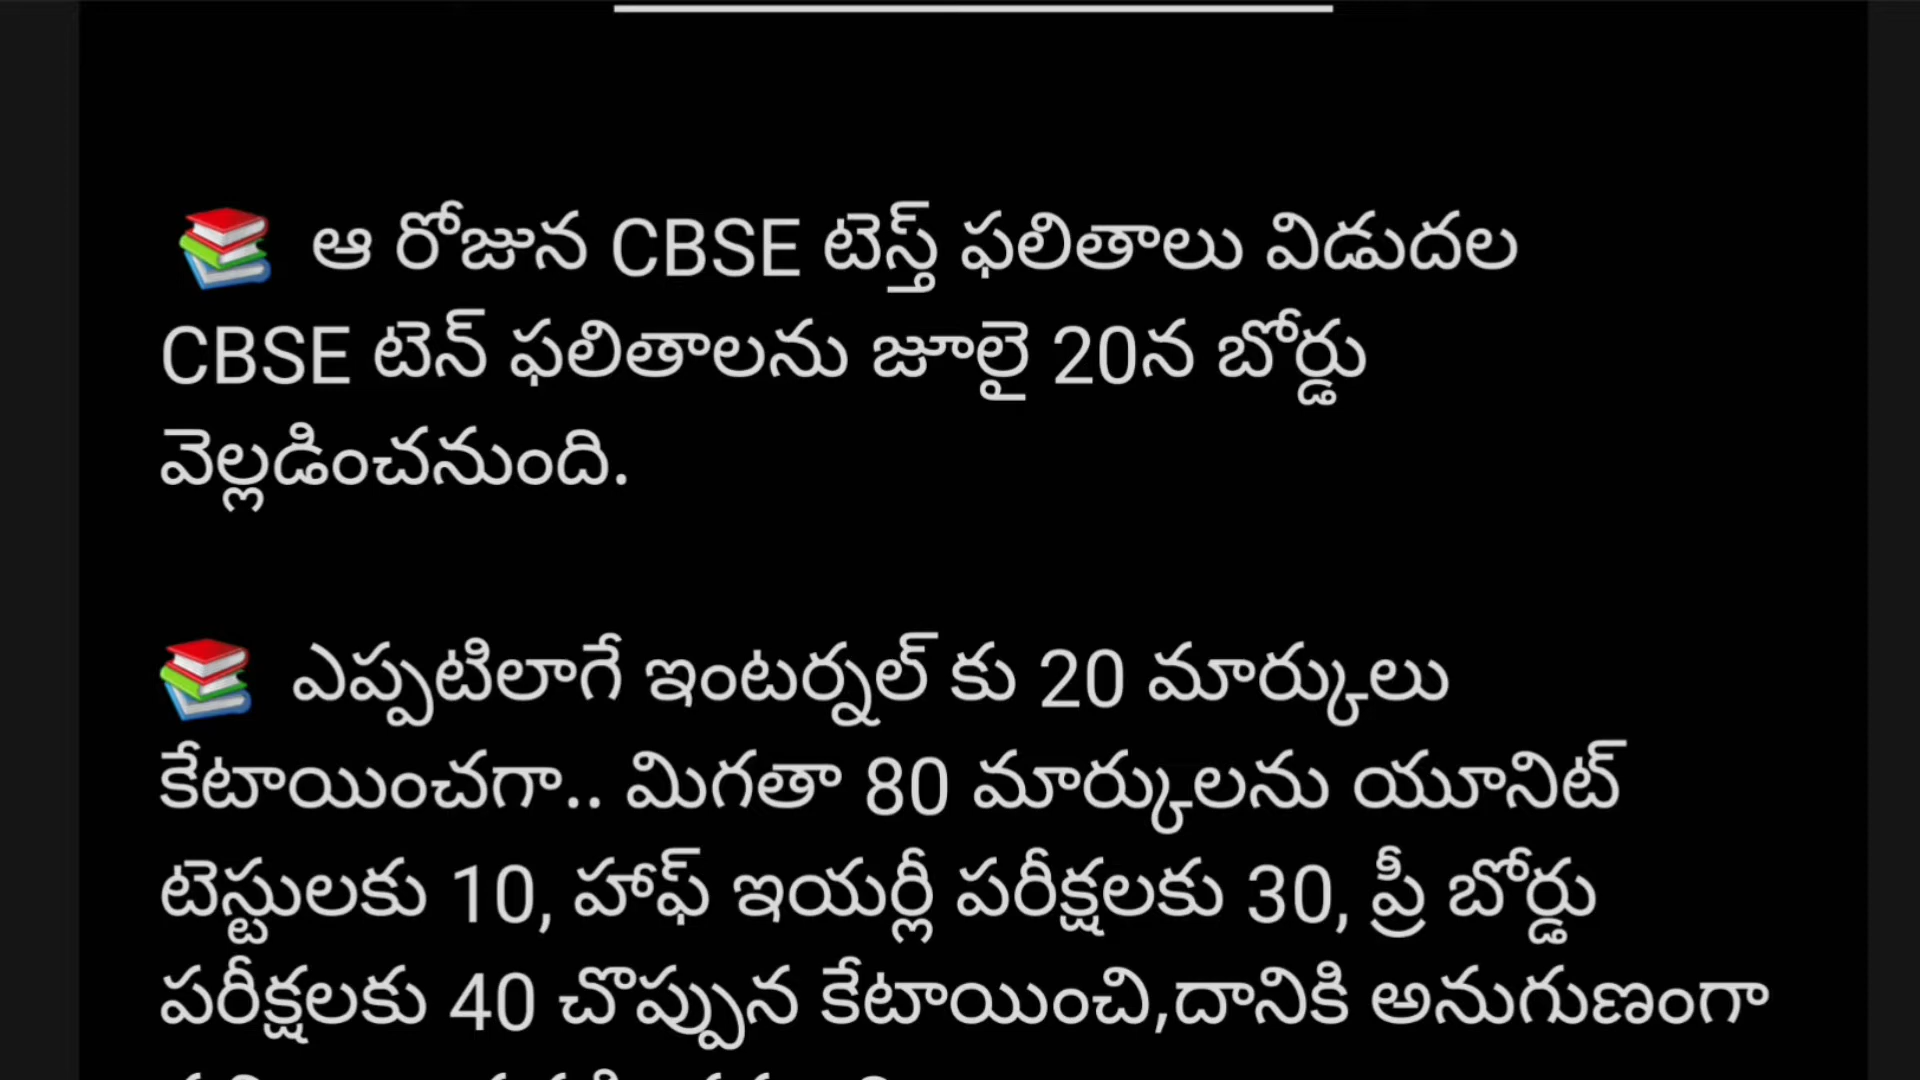 📚 ఆ రోజున CBSE టెస్త్ ఫలితాలు విడుదల
CBSE టెన్ ఫలితాలను జూలై 20న బోర్డు
వెల్లడించనుంది.
📚 ఎప్పటిలాగే ఇంటర్నల్ కు 20 మార్కులు
కేటాయించగా.. మిగతా 80 మార్కులను యూనిట్
టెస్టులకు 10, హాఫ్ ఇయర్లీ పరీక్షలకు 30, ప్రీ బోర్డు
పరీక్షలకు 40 చొప్పున కేటాయించి,దానికి అనుగుణంగా